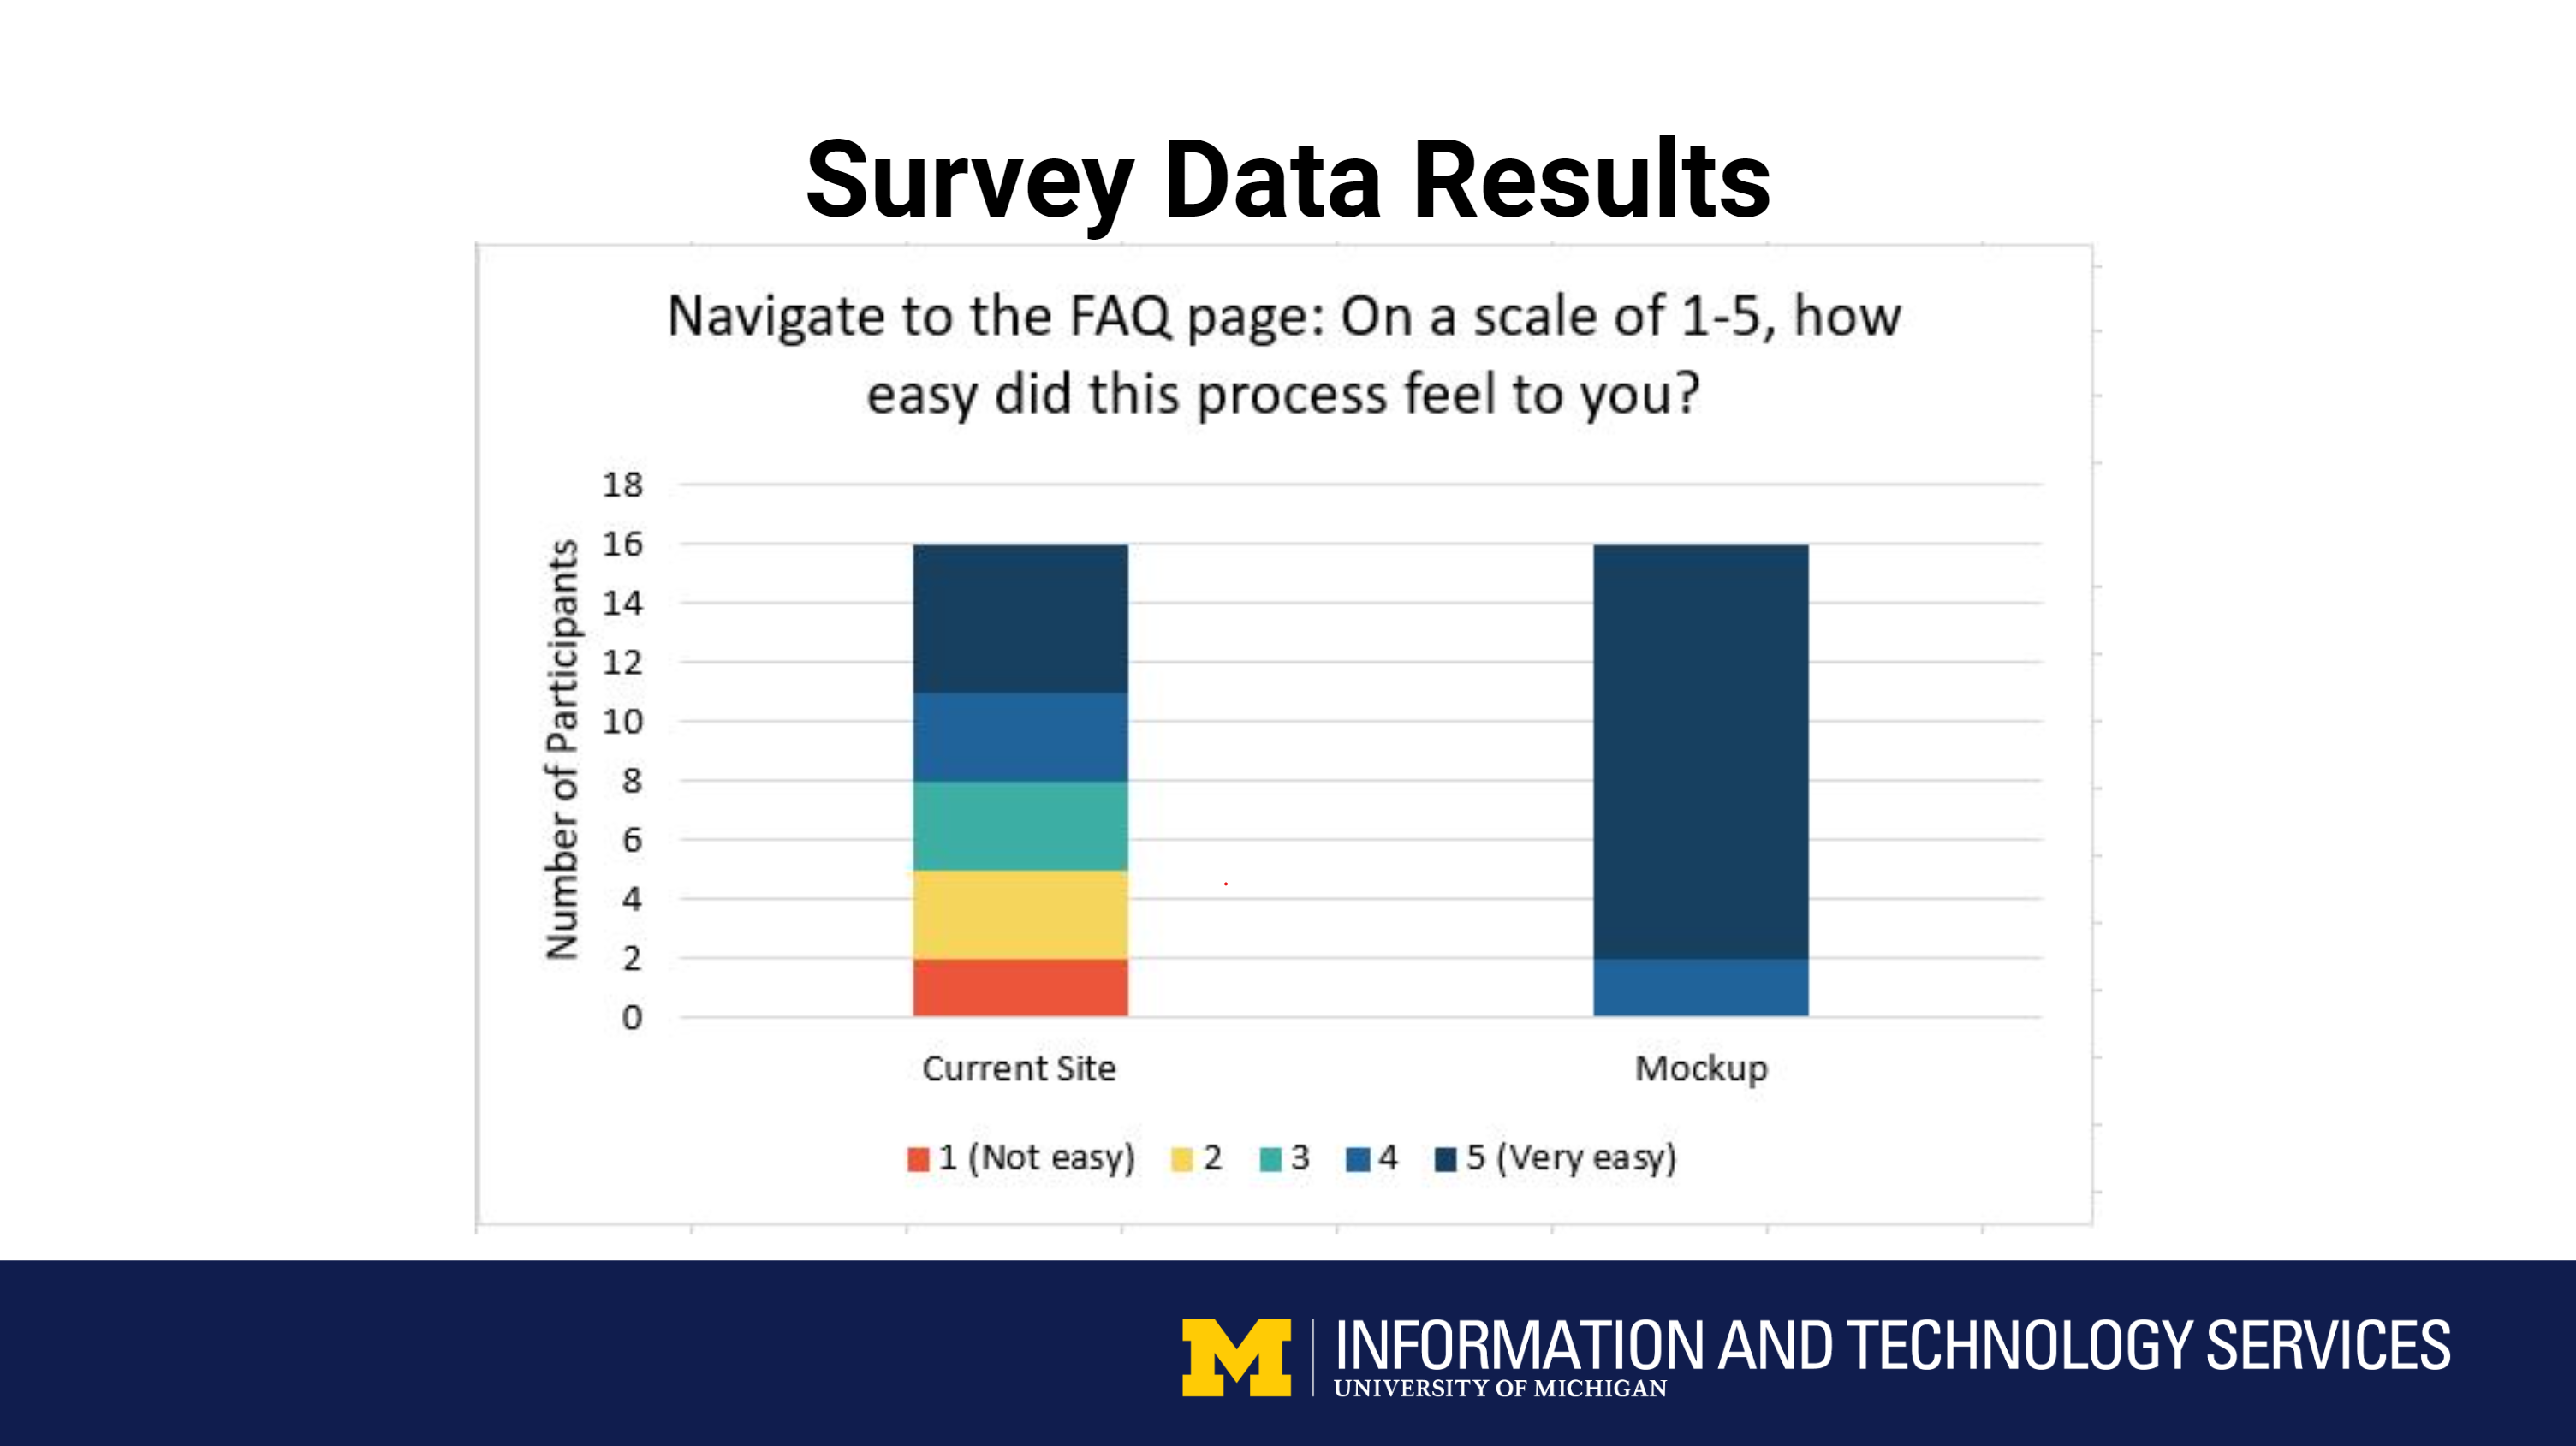 Survey Data Results
Navigate to the FAQ page: On a scale of 1-5, how
easy did this process feel to you?
18
16
14
12
10
8
6
4
2
0
Number of Participants
Current Site
Mockup
1 (Not easy) 2 3 4 5 (Very easy)
M INFORMATION AND TECHNOLOGY SERVICES
UNIVERSITY OF MICHIGAN